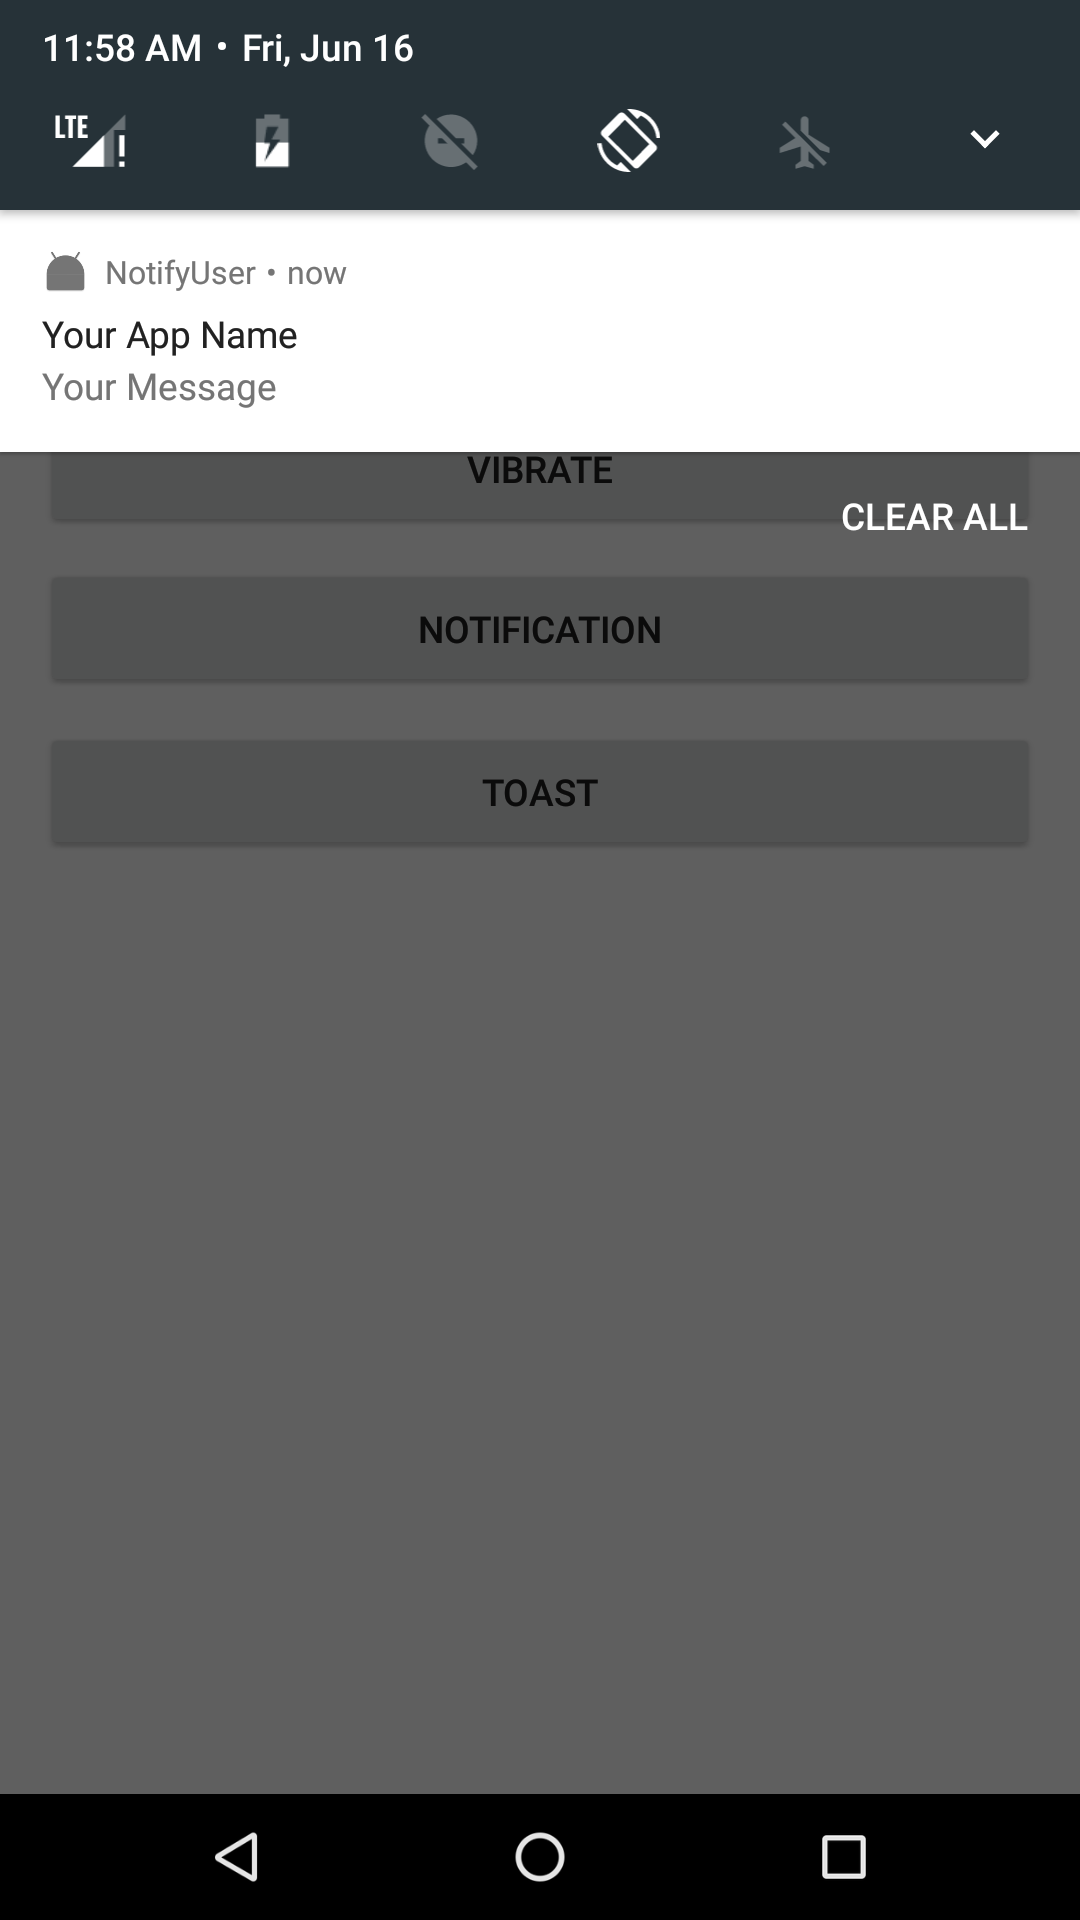 11:58 AM • Fri, Jun 16
LTE
NotifyUser • now
Your App Name
Your Message
VIBRATE
CLEAR ALL
NOTIFICATION
TOAST